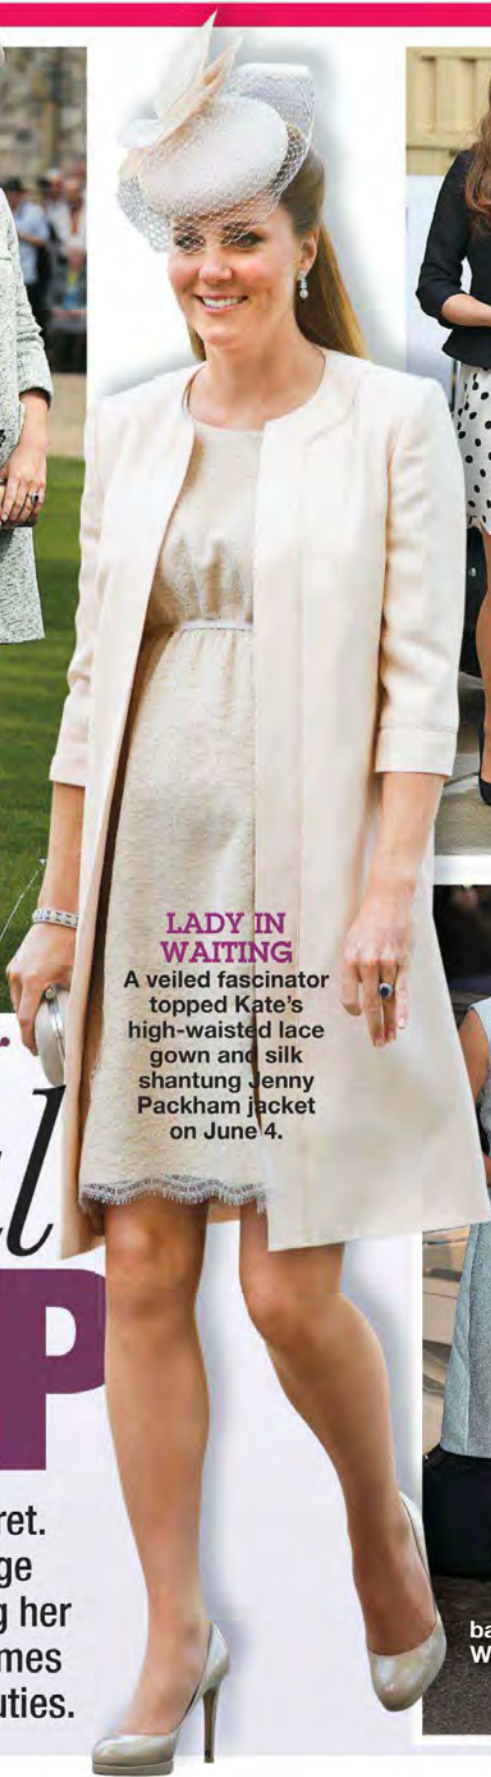 LADY IN
WAITING
A veiled fascinator
topped Kate's
high-waisted lace
gown and silk
shantung Jenny
Packham jacket
on June 4.
l
P
ret.
ge
g her
mes
uties.
ba
W